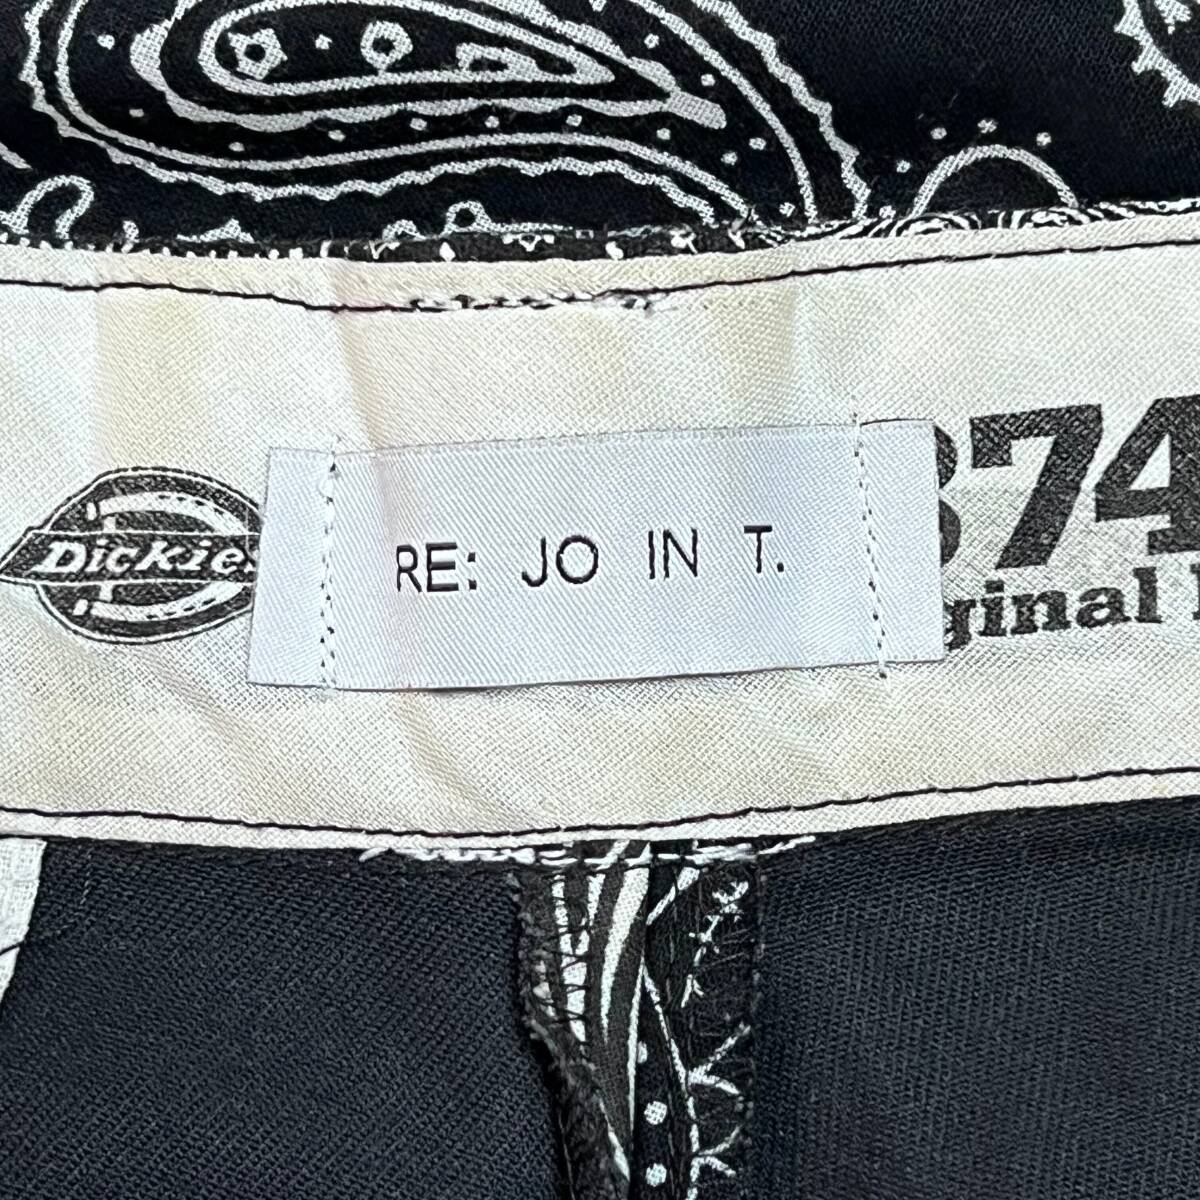 Dickies
RE: JO IN T.
874
ginal